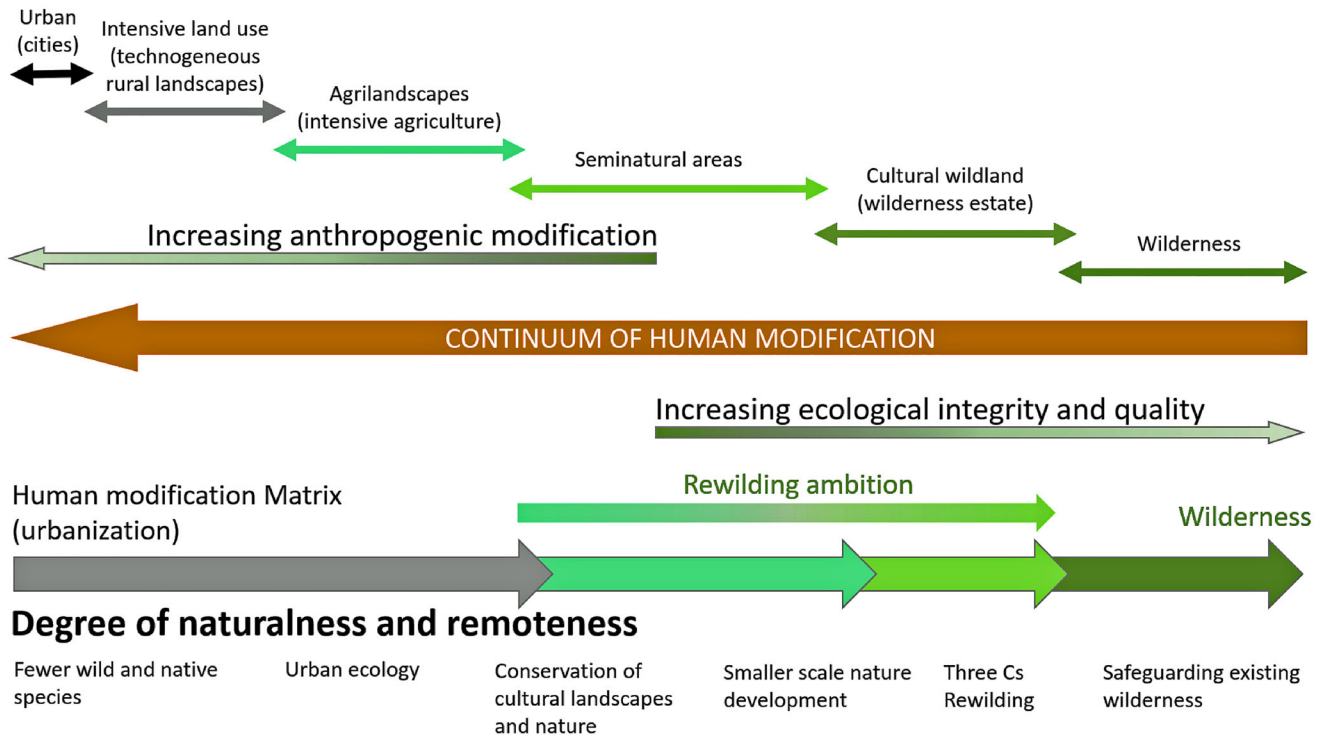 Urban
(cities)
Intensive land use
(technogeneous
rural landscapes)
Agrilandscapes
(intensive agriculture)
Seminatural areas
Cultural wildland
(wilderness estate)
Wilderness
Increasing anthropogenic modification
CONTINUUM OF HUMAN MODIFICATION
Increasing ecological integrity and quality
Human modification Matrix
(urbanization)
Rewilding ambition
Wilderness
Degree of naturalness and remoteness
Fewer wild and native
species
Urban ecology
Conservation of
cultural landscapes
and nature
Smaller scale nature
development
Three Cs
Rewilding
Safeguarding existing
wilderness